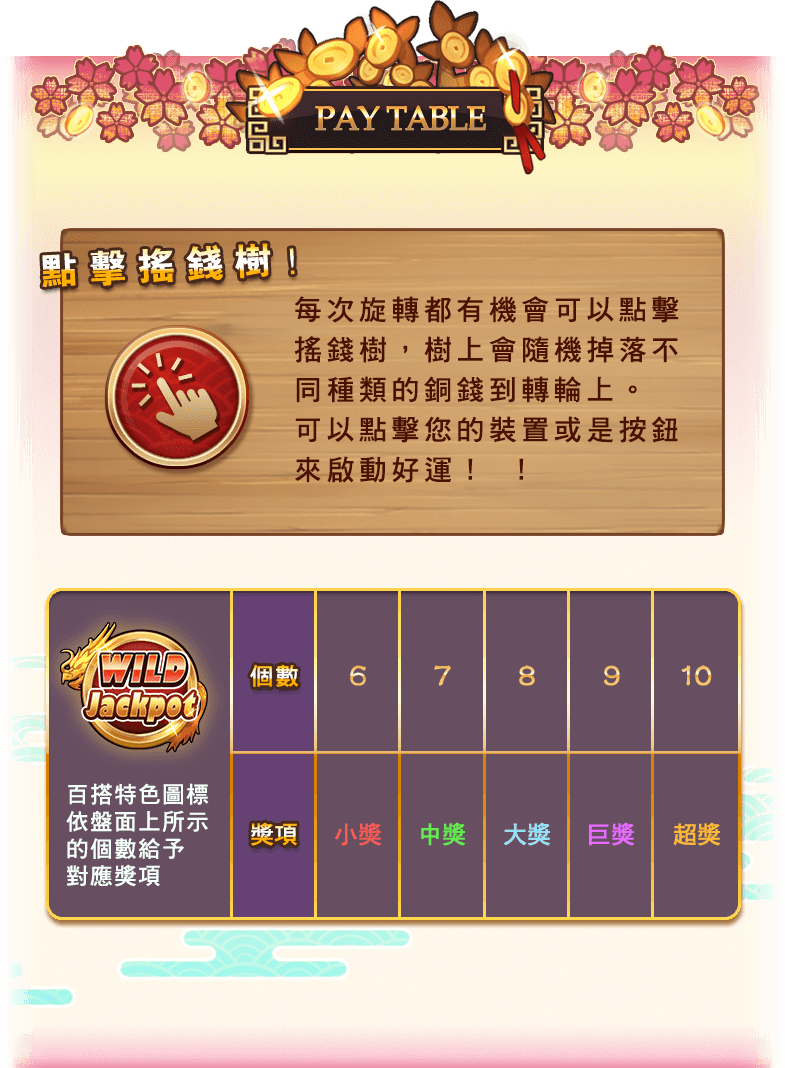 PAY TABLE
點擊搖錢樹!
每次旋轉都有機會可以點擊
搖錢樹，樹上會隨機掉落不
同種類的銅錢到轉輪上。
可以點擊您的裝置或是按鈕
來啟動好運！ ！
WILD
Jackpot
個數 6 7 8 9 10
百搭特色圖標
依盤面上所示
的個數給予
對應獎項
獎項 小獎 中獎 大獎 巨獎 超獎